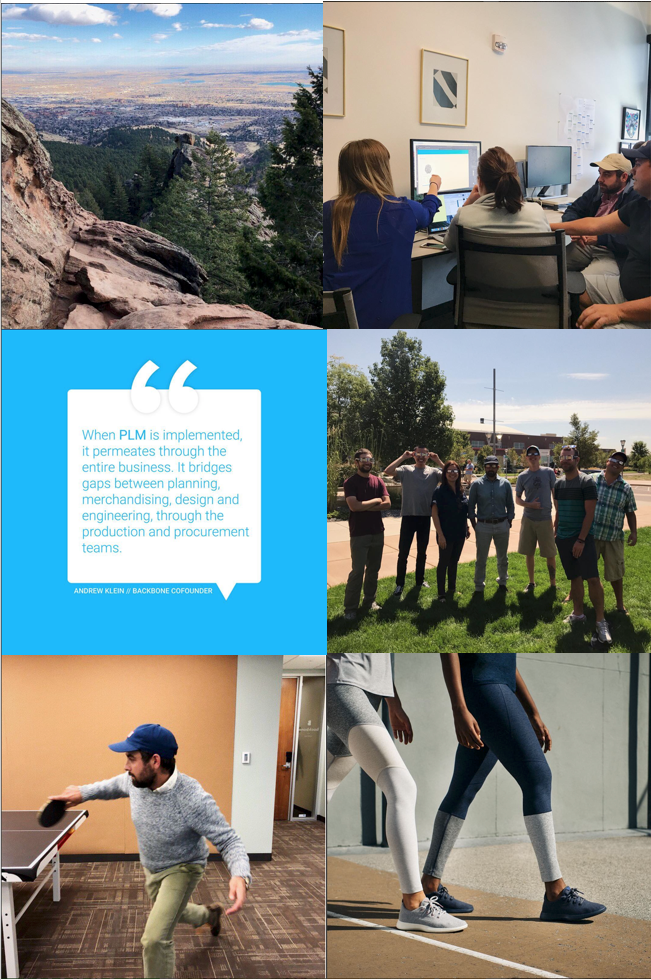 When PLM is implemented,
it permeates through the
entire business. It bridges
gaps between planning,
merchandising, design and
engineering, through the
production and procurement
teams.
ANDREW KLEIN // BACKBONE COFOUNDER